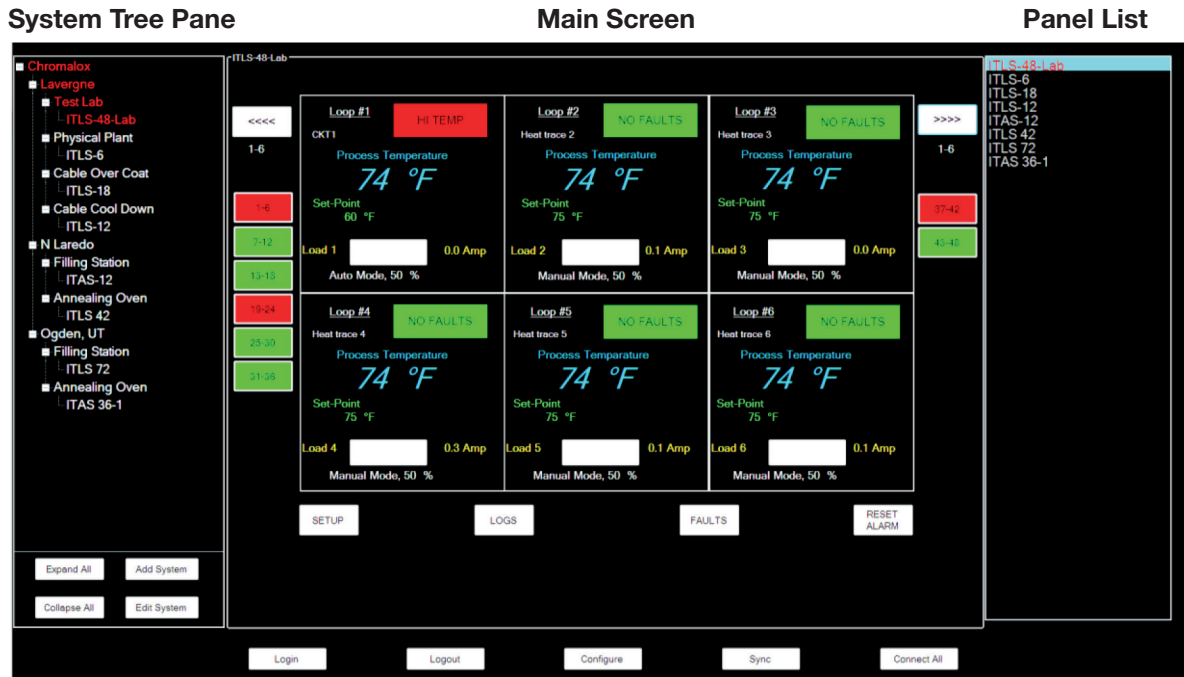 System Tree Pane
Main Screen
Panel List
Chromalox
Lavergne
Test Lab
ITLS-48-Lab
Physical Plant
ITLS-6
Cable Over Coat
ITLS-18
Cable Cool Down
ITLS-12
N Laredo
Filling Station
ITAS-12
Annealing Oven
ITLS 42
Ogden, UT
Filling Station
ITLS 72
Annealing Oven
ITAS 36-1
Expand All
Add System
Collapse All
Edit System
ITLS-48-Lab
<<<<
1-6
1-6
7-12
13-18
19-24
25-30
31-36
Loop #1
HI TEMP
CKT1
Process Temperature
74 °F
Set-Point
60 °F
Load 1
0.0 Amp
Auto Mode, 50 %
Loop #2
NO FAULTS
Heat trace 2
Process Temperature
74 °F
Set-Point
75 °F
Load 2
0.1 Amp
Manual Mode, 50 %
Loop #3
NO FAULTS
Heat trace 3
Process Temperature
74 °F
Set-Point
75 °F
Load 3
0.0 Amp
Manual Mode, 50 %
Loop #4
NO FAULTS
Heat trace 4
Process Temperature
74 °F
Set-Point
75 °F
Load 4
0.3 Amp
Manual Mode, 50 %
Loop #5
NO FAULTS
Heat trace 5
Process Temparature
74 °F
Set-Point
75 °F
Load 5
0.1 Amp
Manual Mode, 50 %
Loop #6
NO FAULTS
Heat trace 6
Process Temperature
74 °F
Set-Point
75 °F
Load 6
0.1 Amp
Manual Mode, 50 %
>>>>
1-6
37-42
43-48
SETUP
LOGS
FAULTS
RESET
ALARM
ITLS-48-Lab
ITLS-6
ITLS-18
ITLS-12
ITAS-12
ITLS 42
ITLS 72
ITAS 36-1
Login
Logout
Configure
Sync
Connect All